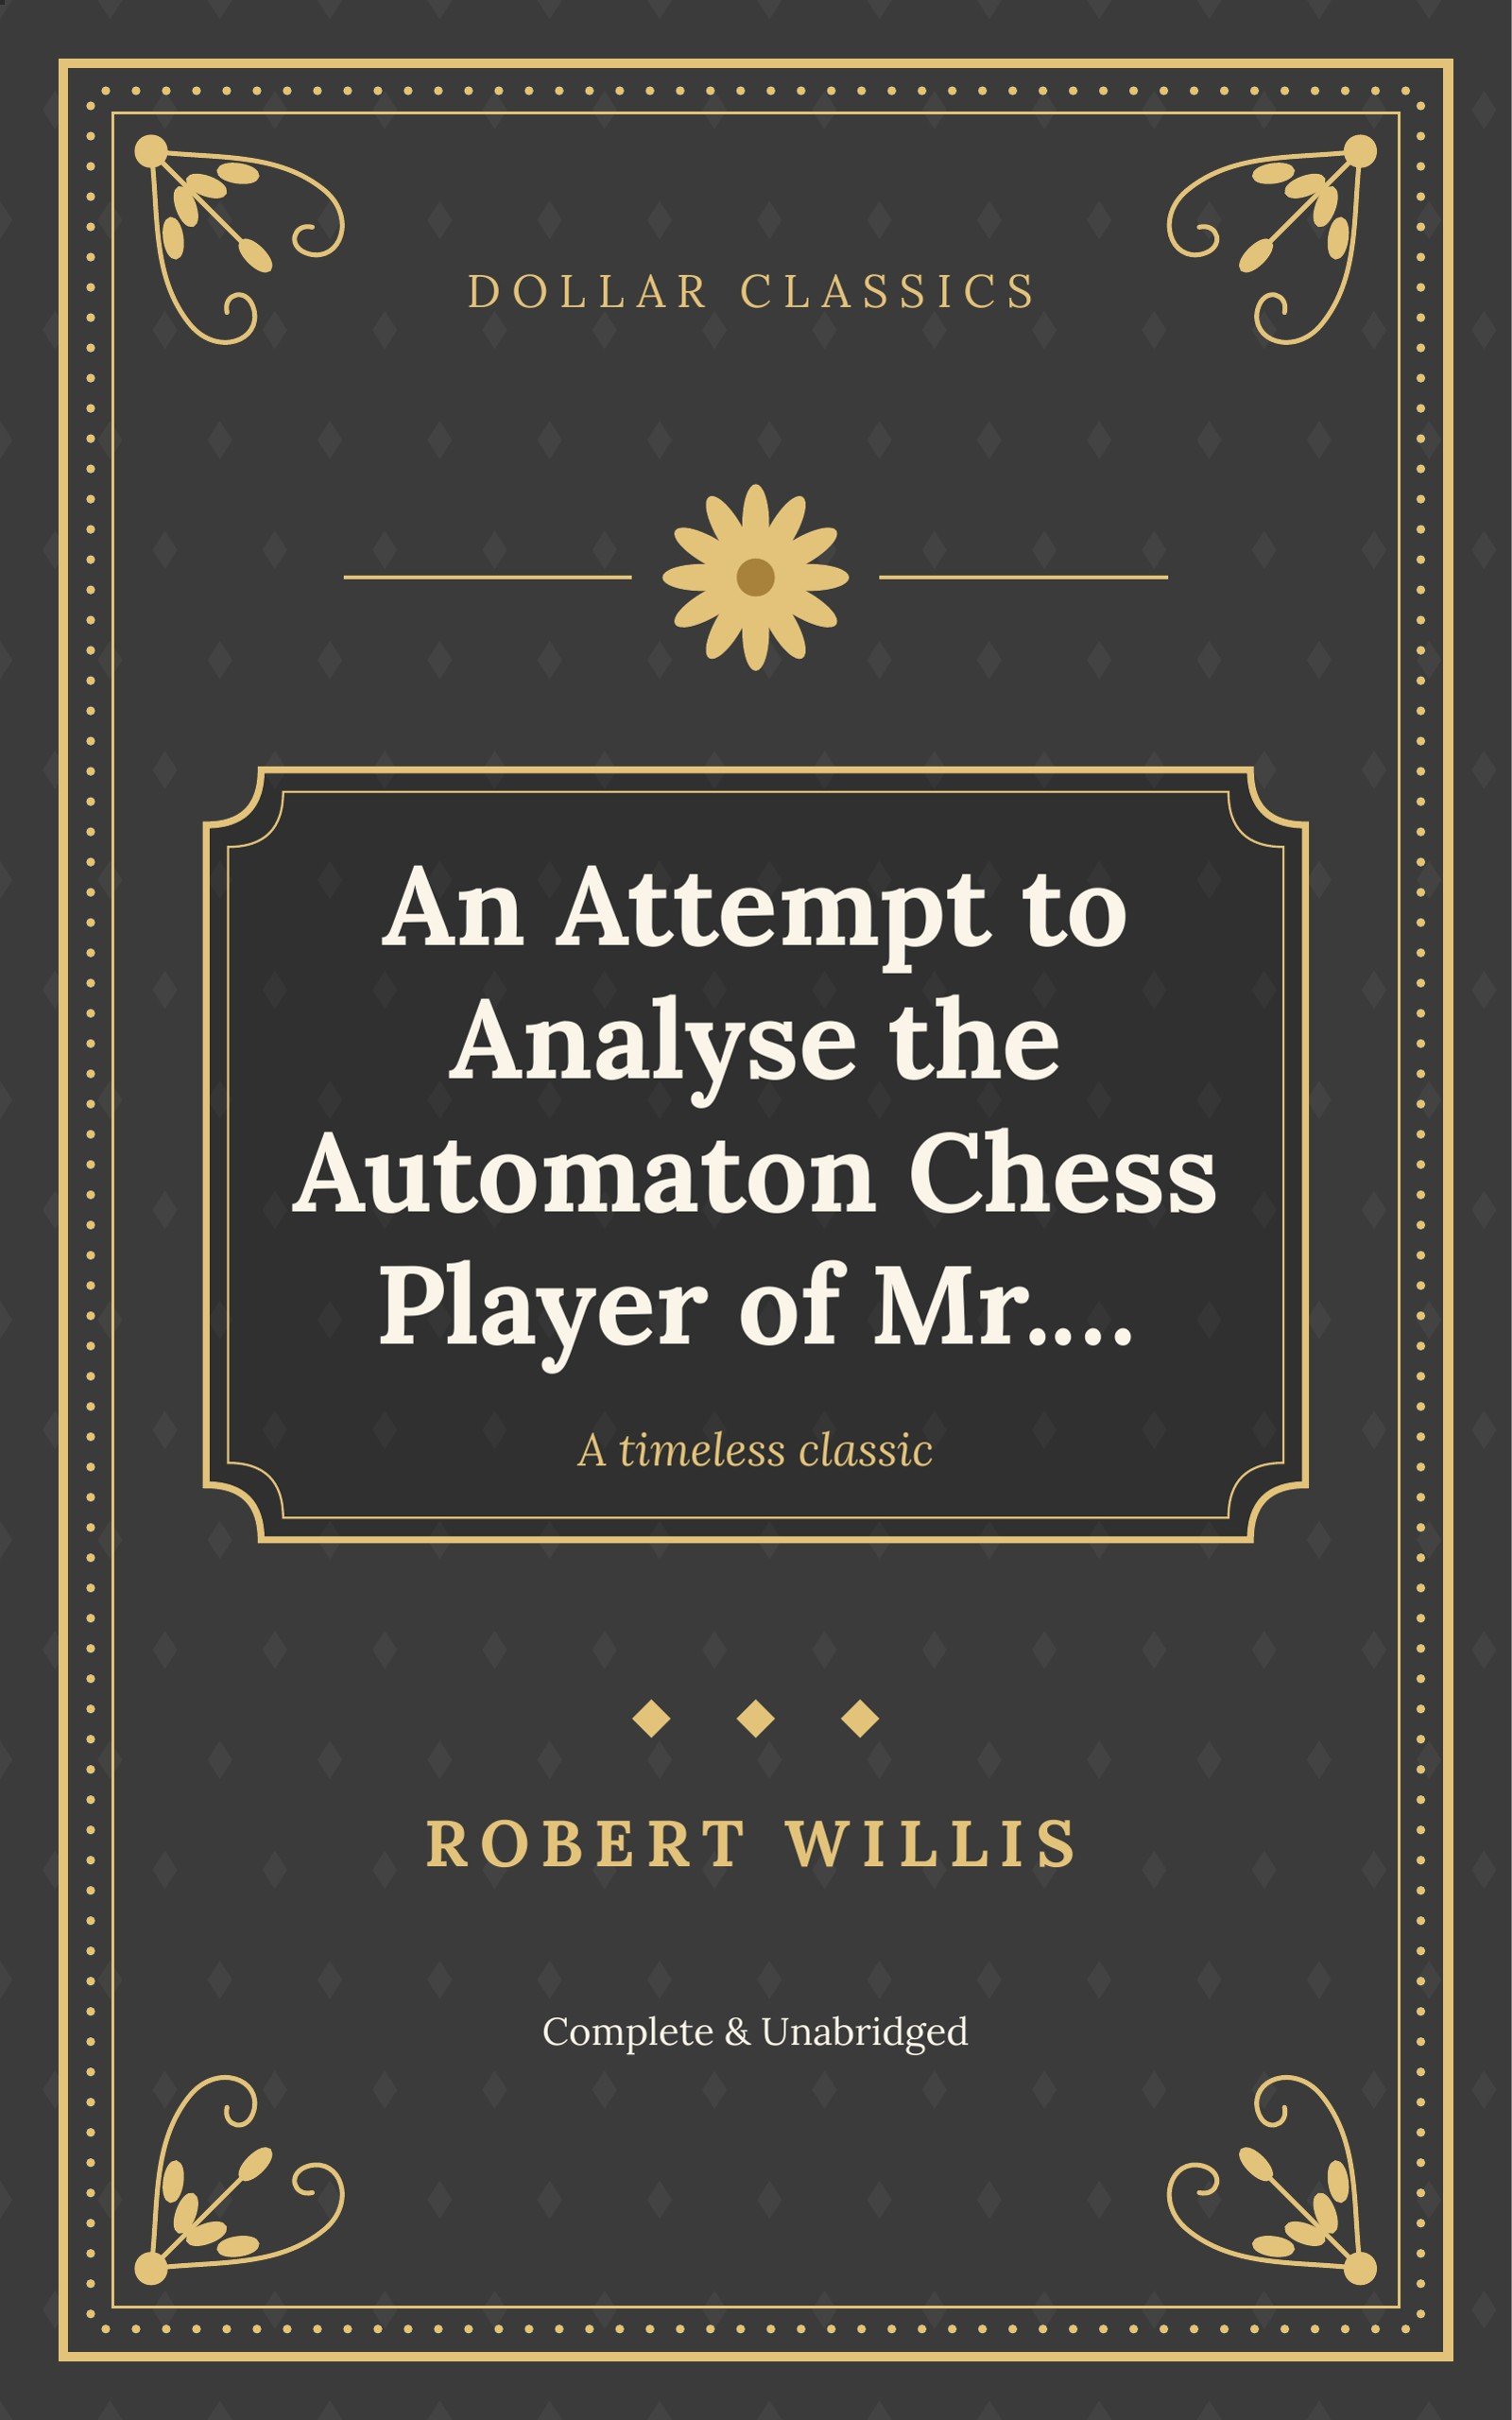 DOLLAR CLASSICS
An Attempt to
Analyse the
Automaton Chess
Player of Mr....
A timeless classic
ROBERT WILLIS
Complete & Unabridged